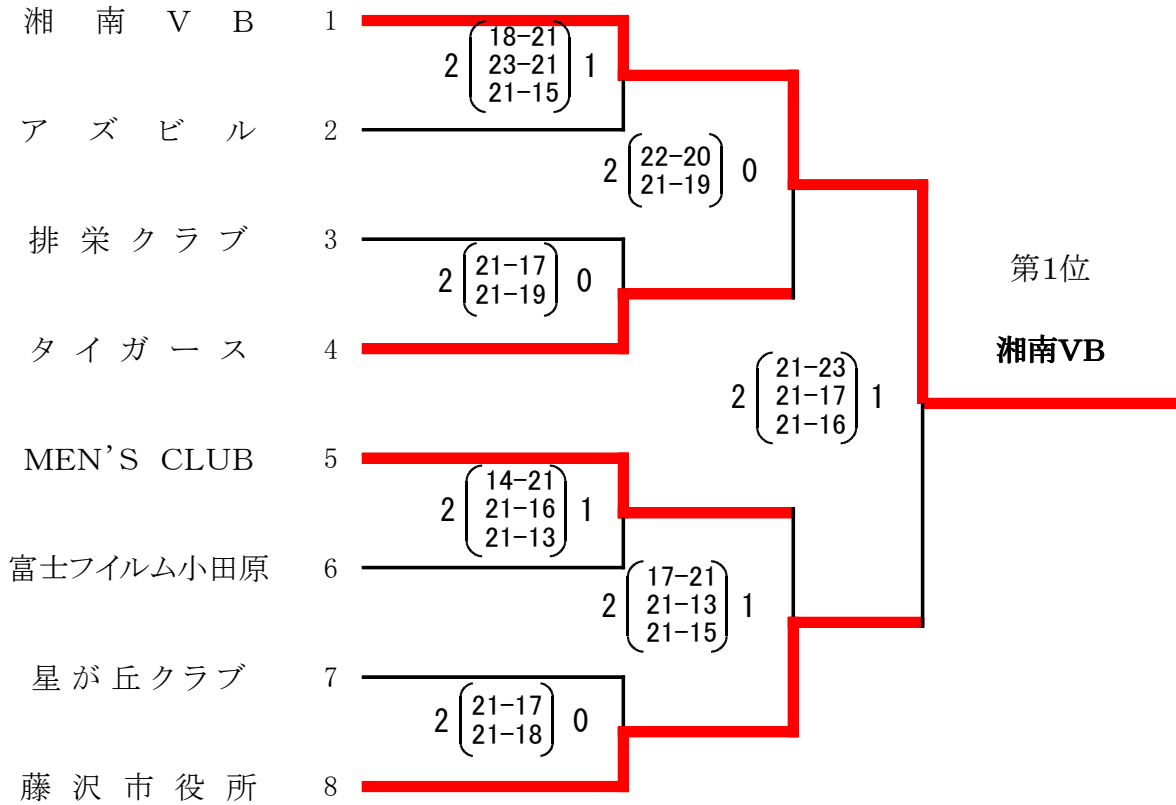 湘南VB 1
18-21
2 23-21 1
21-15
アズビル 2
2 22-20 0
21-19
排栄クラブ 3
2 21-17 0
21-19
タイガース 4
第1位
湘南VB
21-23
2 21-17 1
21-16
MEN'S CLUB 5
14-21
2 21-16 1
21-13
富士フイルム小田原 6
17-21
2 21-13 1
21-15
星が丘クラブ 7
2 21-17 0
21-18
藤沢市役所 8